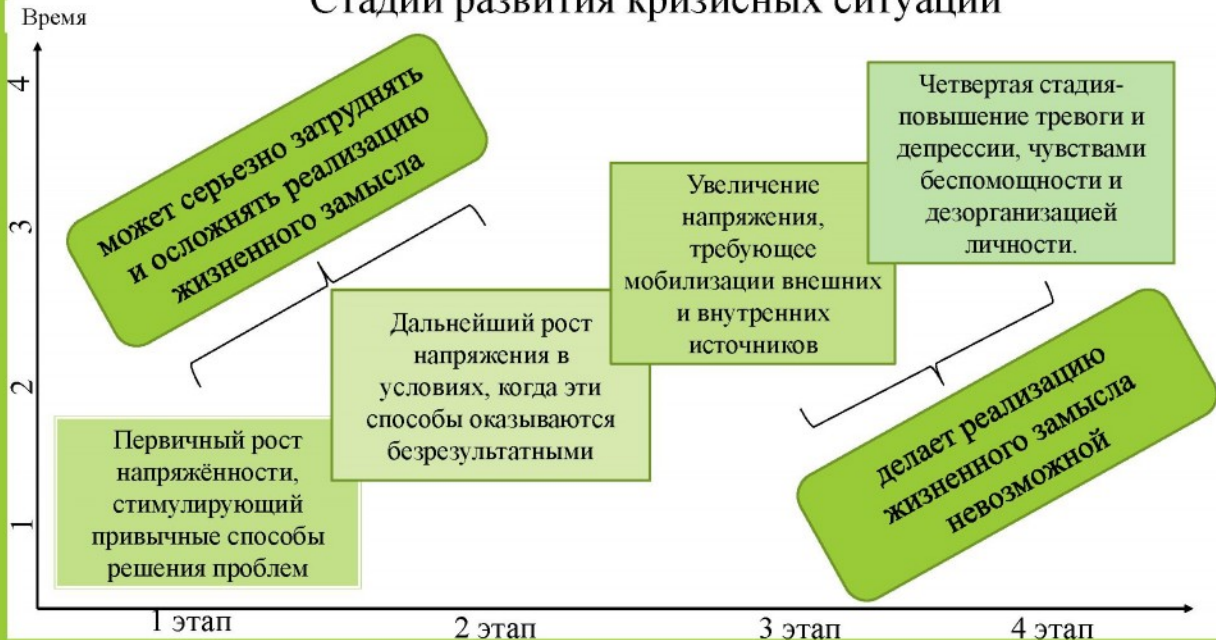 Стадии развития кризисных ситуаций
Время
4
3
2
1
может серьезно затруднять
и осложнять реализацию
жизненного замысла
Первичный рост
напряжённости,
стимулирующий
привычные способы
решения проблем
Дальнейший рост
напряжения в
условиях, когда эти
способы оказываются
безрезультатными
Увеличение
напряжения,
требующее
мобилизации внешних
и внутренних
источников
Четвертая стадия-
повышение тревоги и
депрессии, чувствами
беспомощности и
дезорганизацией
личности.
делает реализацию
жизненного замысла
невозможной
1 этап
2 этап
3 этап
4 этап